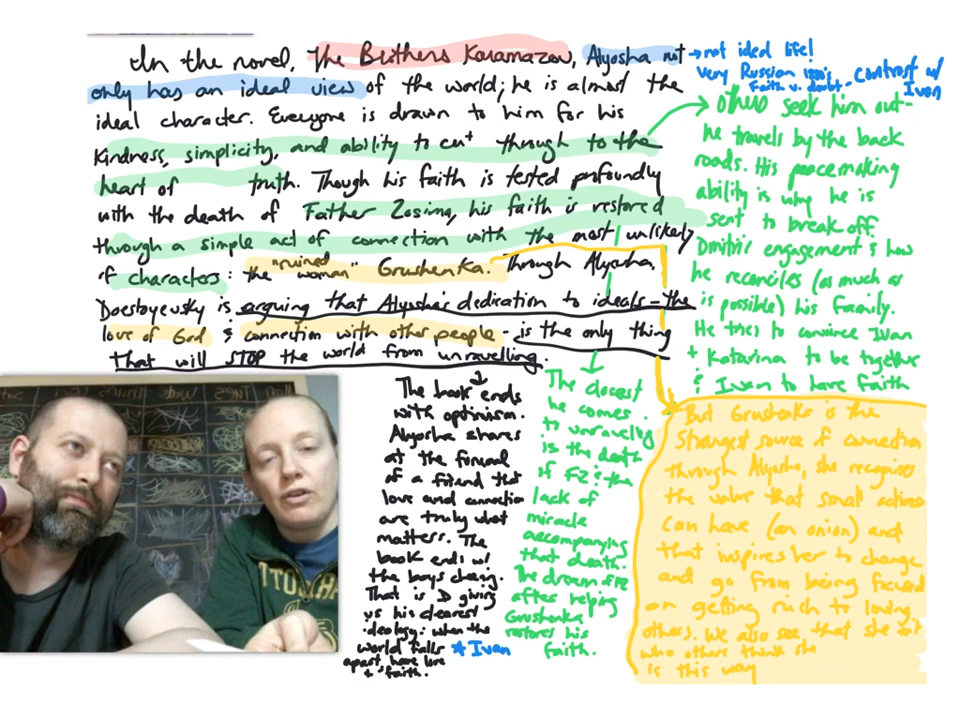 In the novel, The Brothers Karamazov, Alyosha not
only has an ideal view of the world; he is almost the
ideal character. Everyone is drawn to him for his
kindness, simplicity, and ability to cut through to the
heart of truth. Though his faith is tested profoundly
with the death of Father Zosima, his faith is restored
through a simple act of connection with the most unlikely
of characters: the "ruined woman" Grushenka. Through Alyosha,
Doestoyevsky is arguing that Alyosha's dedication to ideals - the
love of God & connection with other people - is the only thing
that will STOP the world from unravelling.
→ not ideal life!
very Russian 1880s
Faith v. doubt
Contrast w/
Ivan
others seek him out -
he travels by the back
roads. His peacemaking
ability is why he is
sent to break off
Dmitri's engagement & how
he reconciles (as much as
is possible) his family.
He tries to convince Ivan
+ Katarina to be together
& Ivan to have faith
The book ends
with optimism.
Alyosha shares
at the funeral
of a friend that
love and connection
are truly what
matters. The
book ends w/
the boys
That is D giving
us his clearest
ideology: when the
world falls
apart, have love
+ faith.
* Ivan
The closest
he comes
to unraveling
is the death
of FZ & the
lack of
miracle
accompanying
that death.
The dream of FZ
after helping
Grushenka
restores his
faith.
But Grushenka is the
strangest source of connection
through Alyosha, she recognizes
the value that small actions
can have (an onion) and
that inspires her to change
and go from being focused
on getting rich to loving
others). We also see that she isn't
who others think she
is this way